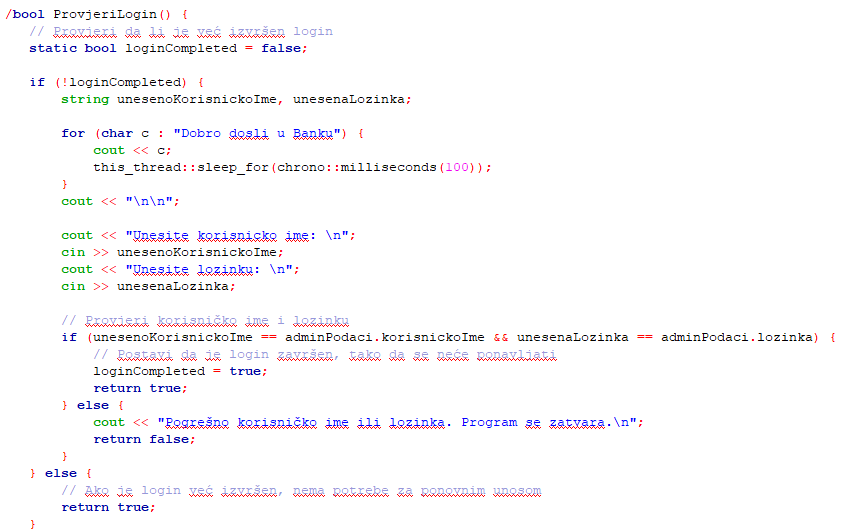 /bool ProvjeriLogin() {
// Provjeri da li je već izvršen login
static bool loginCompleted = false;
if (!loginCompleted) {
string unesenoKorisnickoIme, unesenaLozinka;
for (char c : "Dobro dosli u Banku") {
cout << c;
this_thread::sleep_for(chrono::milliseconds(100));
}
cout << "\n\n";
cout << "Unesite korisnicko ime: \n";
cin >> unesenoKorisnickoIme;
cout << "Unesite lozinku: \n";
cin >> unesenaLozinka;
// Provjeri korisničko ime i lozinku
if (unesenoKorisnickoIme == adminPodaci.korisnickoIme && unesenaLozinka == adminPodaci.lozinka) {
// Postavi da je login završen, tako da se neće ponavljati
loginCompleted = true;
return true;
} else {
cout << "Pogrešno korisničko ime ili lozinka. Program se zatvara.\n";
return false;
}
} else {
// Ako je login već izvršen, nema potrebe za ponovnim unosom
return true;
}